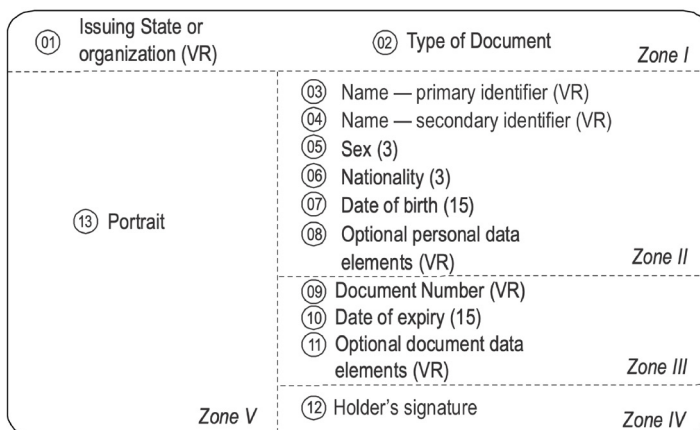 01 Issuing State or
organization (VR)
02 Type of Document
Zone I
03 Name — primary identifier (VR)
04 Name — secondary identifier (VR)
05 Sex (3)
06 Nationality (3)
07 Date of birth (15)
08 Optional personal data
elements (VR)
Zone II
13 Portrait
Zone V
09 Document Number (VR)
10 Date of expiry (15)
11 Optional document data
elements (VR)
Zone III
12 Holder's signature
Zone IV